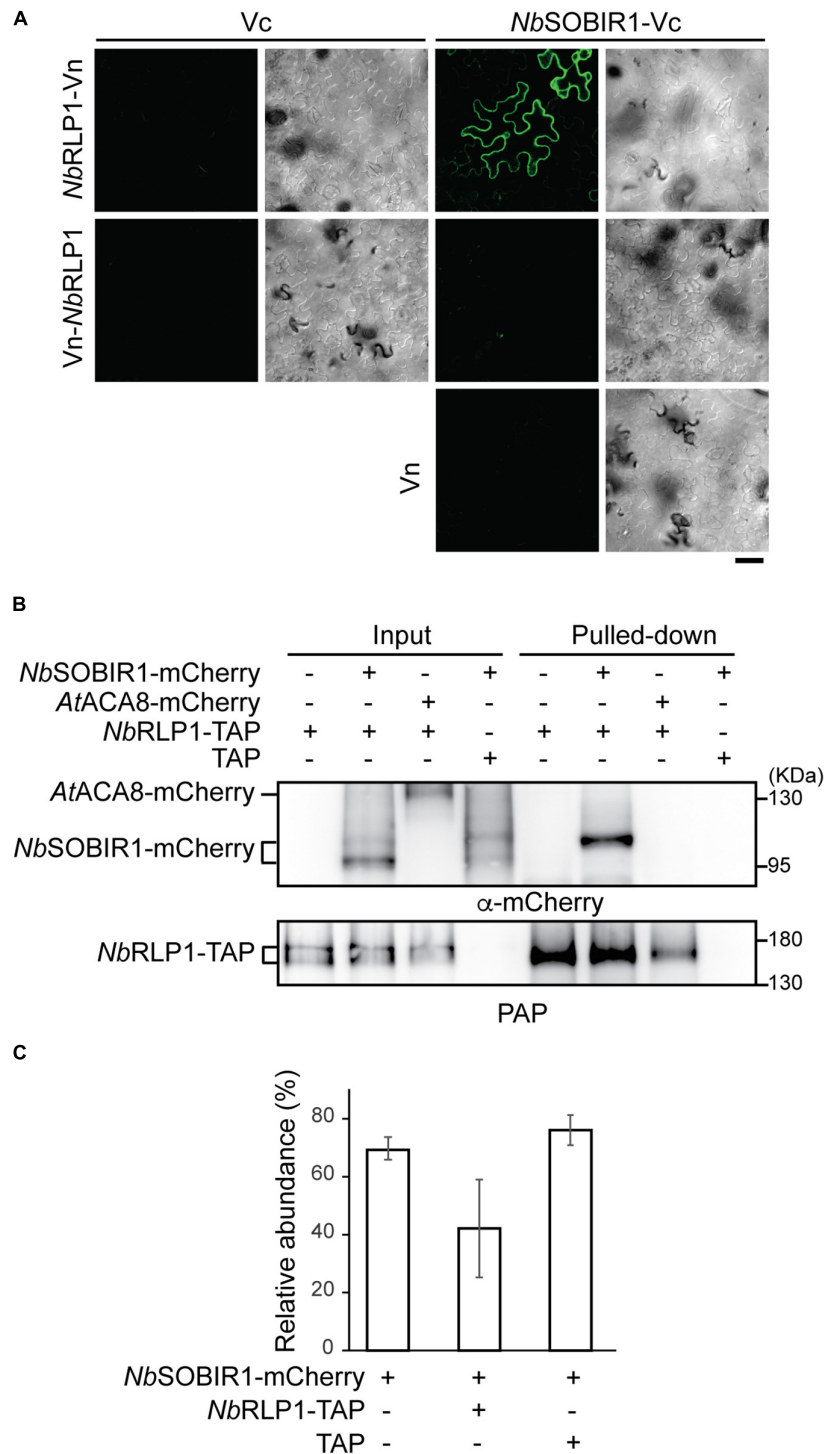 A
Vc
NbSOBIR1-Vc
NbRLP1-Vn
Vn-NbRLP1
Vn
B
Input Pulled-down
NbSOBIR1-mCherry - + - + - + - +
AtACA8-mCherry - - + - - - + -
NbRLP1-TAP + + + - + + + -
TAP - - - + - - - +
(KDa)
AtACA8-mCherry 130
NbSOBIR1-mCherry 95
α-mCherry
NbRLP1-TAP 180
130
PAP
C
Relative abundance (%)
80
60
40
20
0
NbSOBIR1-mCherry + + +
NbRLP1-TAP - + -
TAP - - +